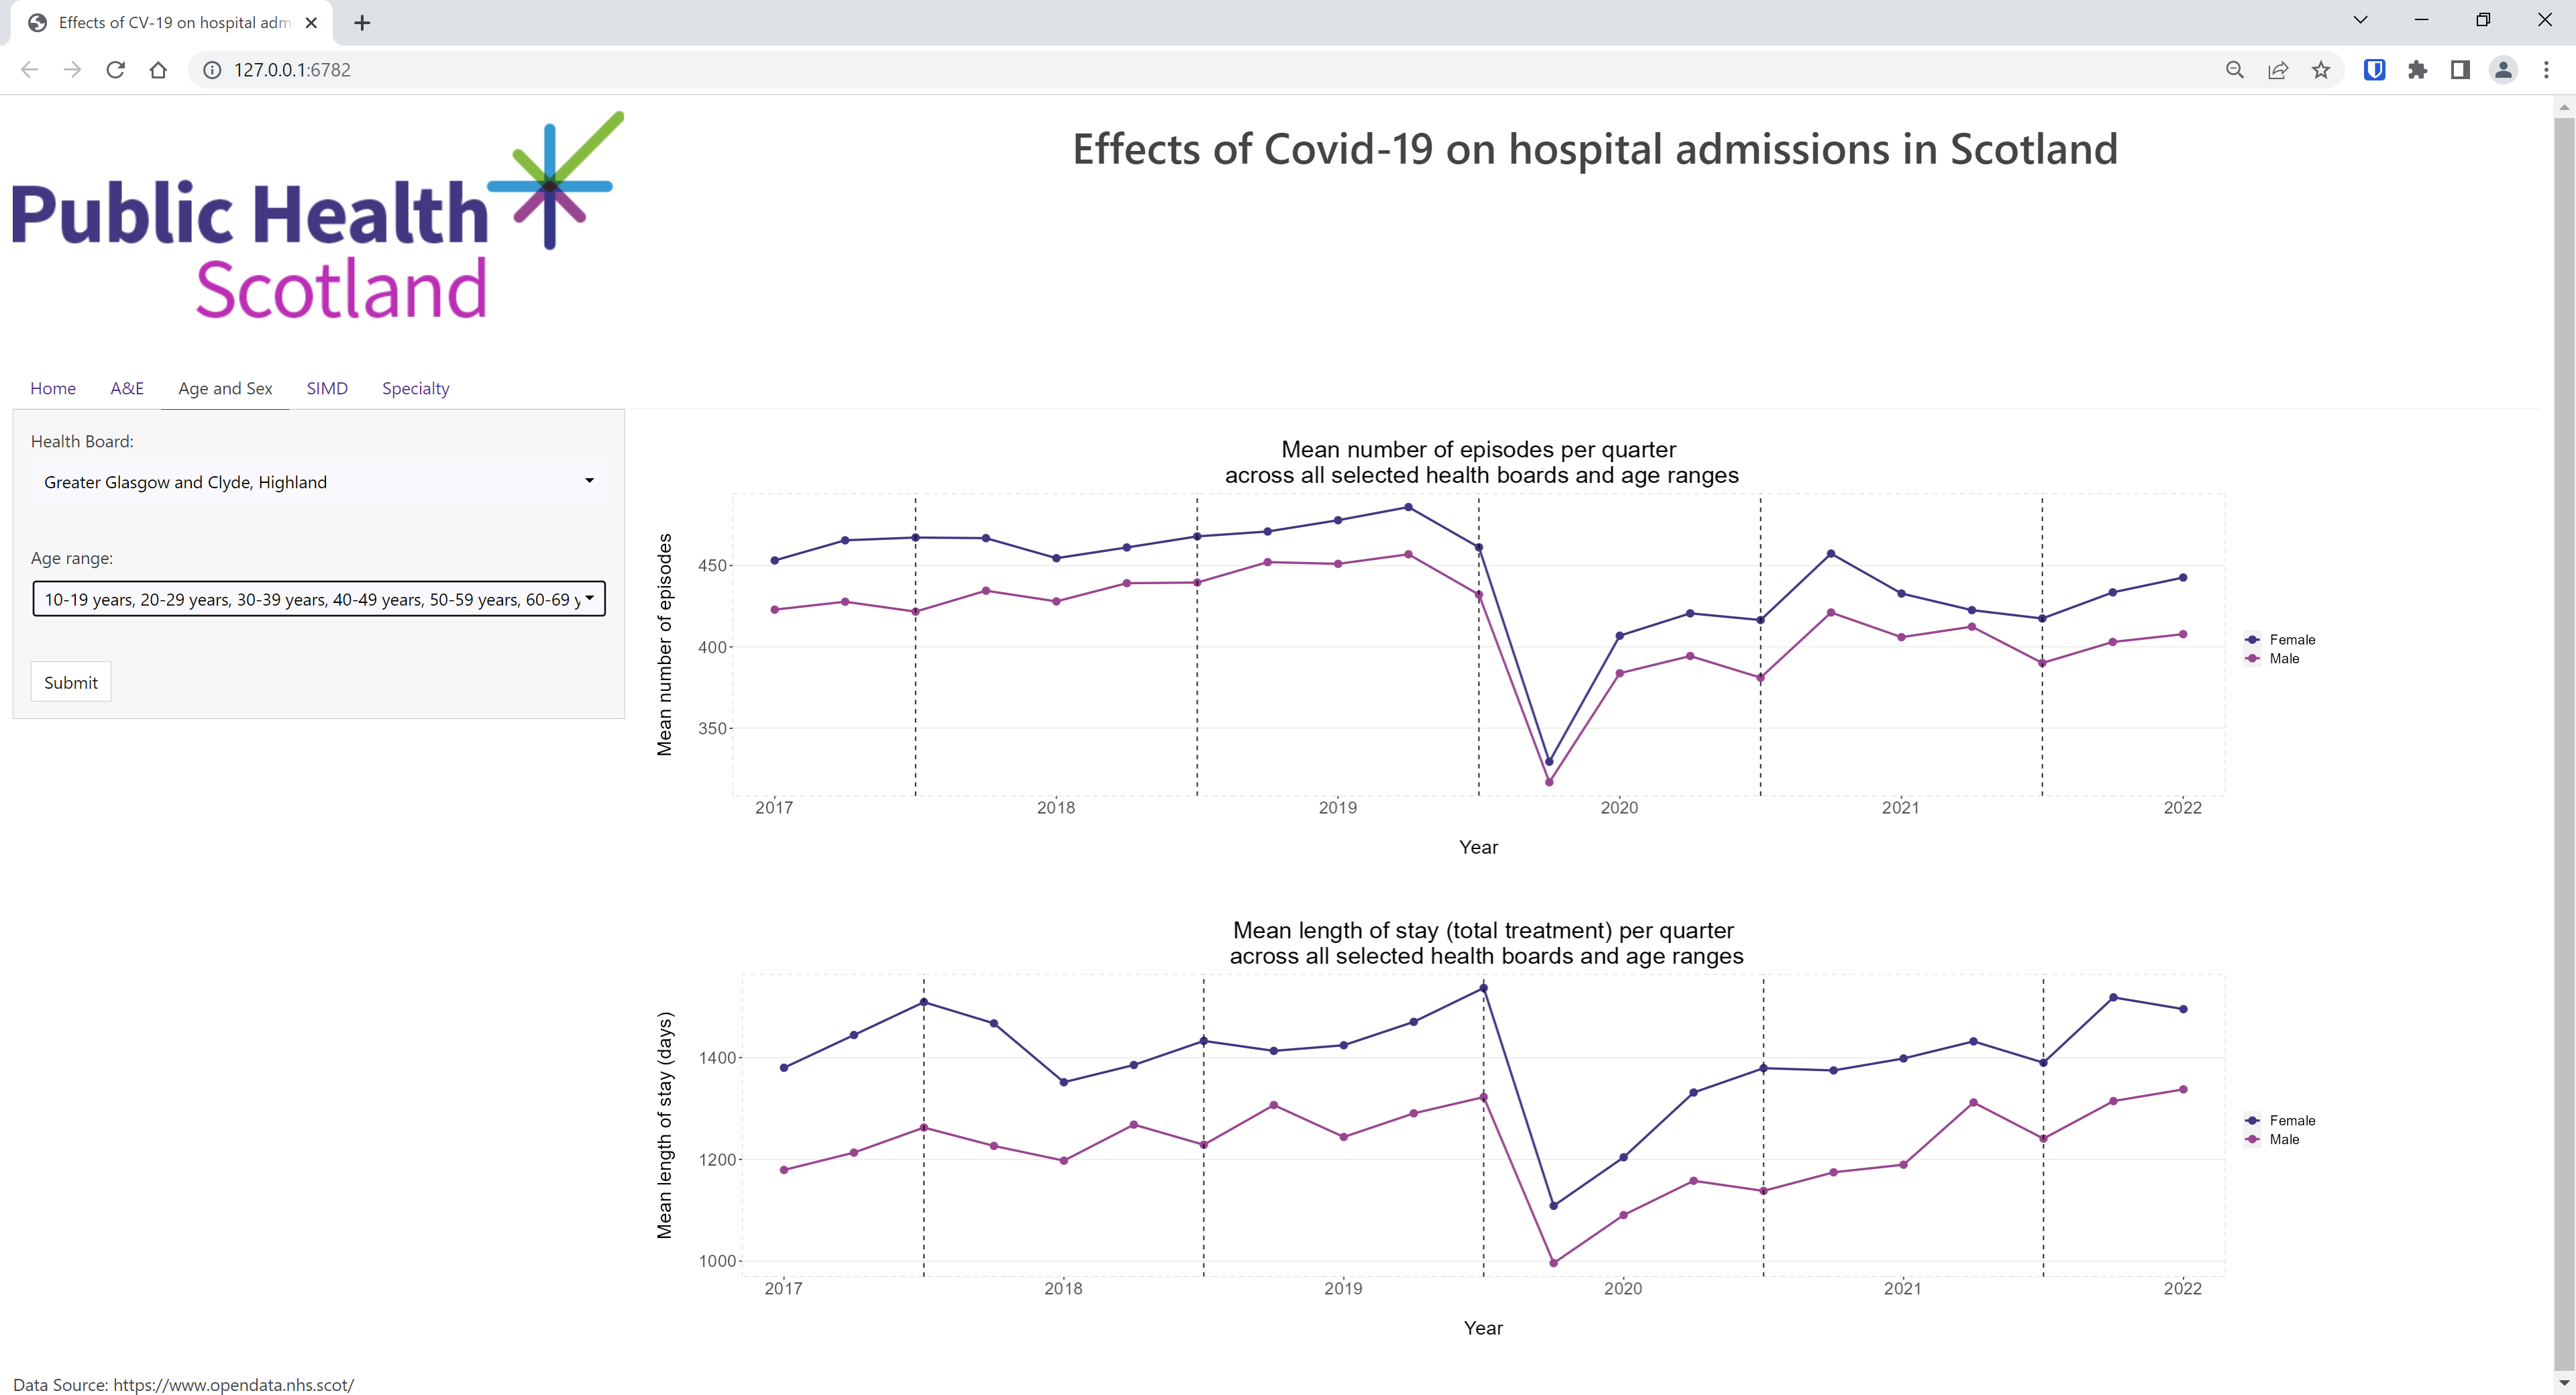 Effects of CV-19 on hospital adm
127.0.0.1:6782
Public Health
Scotland
Effects of Covid-19 on hospital admissions in Scotland
Home A&E Age and Sex SIMD Specialty
Health Board:
Greater Glasgow and Clyde, Highland
Age range:
10-19 years, 20-29 years, 30-39 years, 40-49 years, 50-59 years, 60-69 y
Submit
Mean number of episodes per quarter
across all selected health boards and age ranges
Mean number of episodes
450
400
350
2017 2018 2019 2020 2021 2022
Year
Female
Male
Mean length of stay (total treatment) per quarter
across all selected health boards and age ranges
Mean length of stay (days)
1400
1200
1000
2017 2018 2019 2020 2021 2022
Year
Female
Male
Data Source: https://www.opendata.nhs.scot/